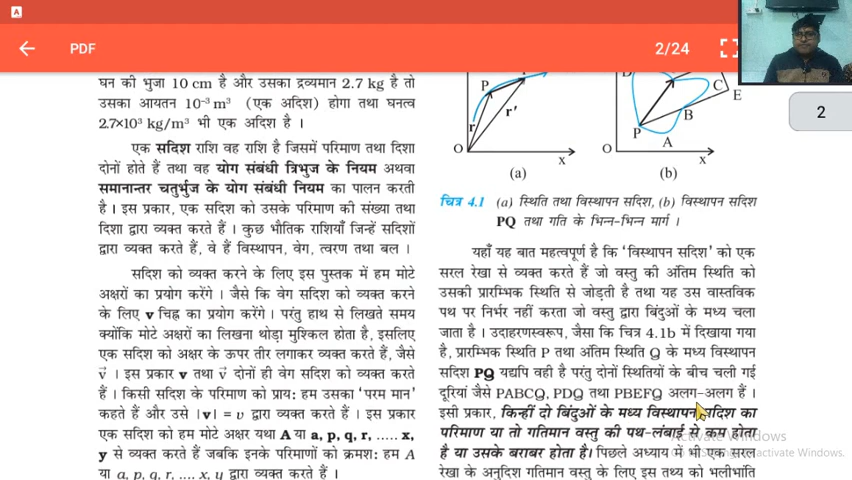 A
PDF
2/24
2
घन की भुजा 10 cm है और उसका द्रव्यमान 2.7 kg है तो
उसका आयतन 10⁻³ m³ (एक अदिश) होगा तथा घनत्व
2.7×10³ kg/m³ भी एक अदिश है ।
एक सदिश राशि वह राशि है जिसमें परिमाण तथा दिशा
दोनों होते हैं तथा वह योग संबंधी त्रिभुज के नियम अथवा
समानान्तर चतुर्भुज के योग संबंधी नियम का पालन करती
है । इस प्रकार, एक सदिश को उसके परिमाण की संख्या तथा
दिशा द्वारा व्यक्त करते हैं । कुछ भौतिक राशियाँ जिन्हें सदिशों
द्वारा व्यक्त करते हैं, वे हैं विस्थापन, वेग, त्वरण तथा बल ।
सदिश को व्यक्त करने के लिए इस पुस्तक में हम मोटे
अक्षरों का प्रयोग करेंगे । जैसे कि वेग सदिश को व्यक्त करने
के लिए v चिह्न का प्रयोग करेंगे । परंतु हाथ से लिखते समय
क्योंकि मोटे अक्षरों का लिखना थोड़ा मुश्किल होता है, इसलिए
एक सदिश को अक्षर के ऊपर तीर लगाकर व्यक्त करते हैं, जैसे
v⃗ । इस प्रकार v तथा v⃗ दोनों ही वेग सदिश को व्यक्त करते
हैं । किसी सदिश के परिमाण को प्राय: हम उसका 'परम मान'
कहते हैं और उसे |v| = v द्वारा व्यक्त करते हैं । इस प्रकार
एक सदिश को हम मोटे अक्षर यथा A या a, p, q, r, ..... x,
y से व्यक्त करते हैं जबकि इनके परिमाणों को क्रमश: हम A
या a, p, q, r, .... x, y द्वारा व्यक्त करते हैं ।
P
r
r'
O
x
(a)
D
C
E
B
P
A
O
x
(b)
चित्र 4.1 (a) स्थिति तथा विस्थापन सदिश, (b) विस्थापन सदिश
PQ तथा गति के भिन्न-भिन्न मार्ग ।
यहाँ यह बात महत्वपूर्ण है कि 'विस्थापन सदिश' को एक
सरल रेखा से व्यक्त करते हैं जो वस्तु की अंतिम स्थिति को
उसकी प्रारम्भिक स्थिति से जोड़ती है तथा यह उस वास्तविक
पथ पर निर्भर नहीं करता जो वस्तु द्वारा बिंदुओं के मध्य चला
जाता है । उदाहरणस्वरूप, जैसा कि चित्र 4.1b में दिखाया गया
है, प्रारम्भिक स्थिति P तथा अंतिम स्थिति Q के मध्य विस्थापन
सदिश PQ यद्यपि वही है परंतु दोनों स्थितियों के बीच चली गई
दूरियां जैसे PABCQ, PDQ तथा PBEFQ अलग-अलग हैं ।
इसी प्रकार, किन्हीं दो बिंदुओं के मध्य विस्थापन सदिश का
परिमाण या तो गतिमान वस्तु की पथ-लंबाई से कम होता
है या उसके बराबर होता है। पिछले अध्याय में भी एक सरल
रेखा के अनुदिश गतिमान वस्तु के लिए इस तथ्य को भलीभांति
Activate Windows
to activate Windows.